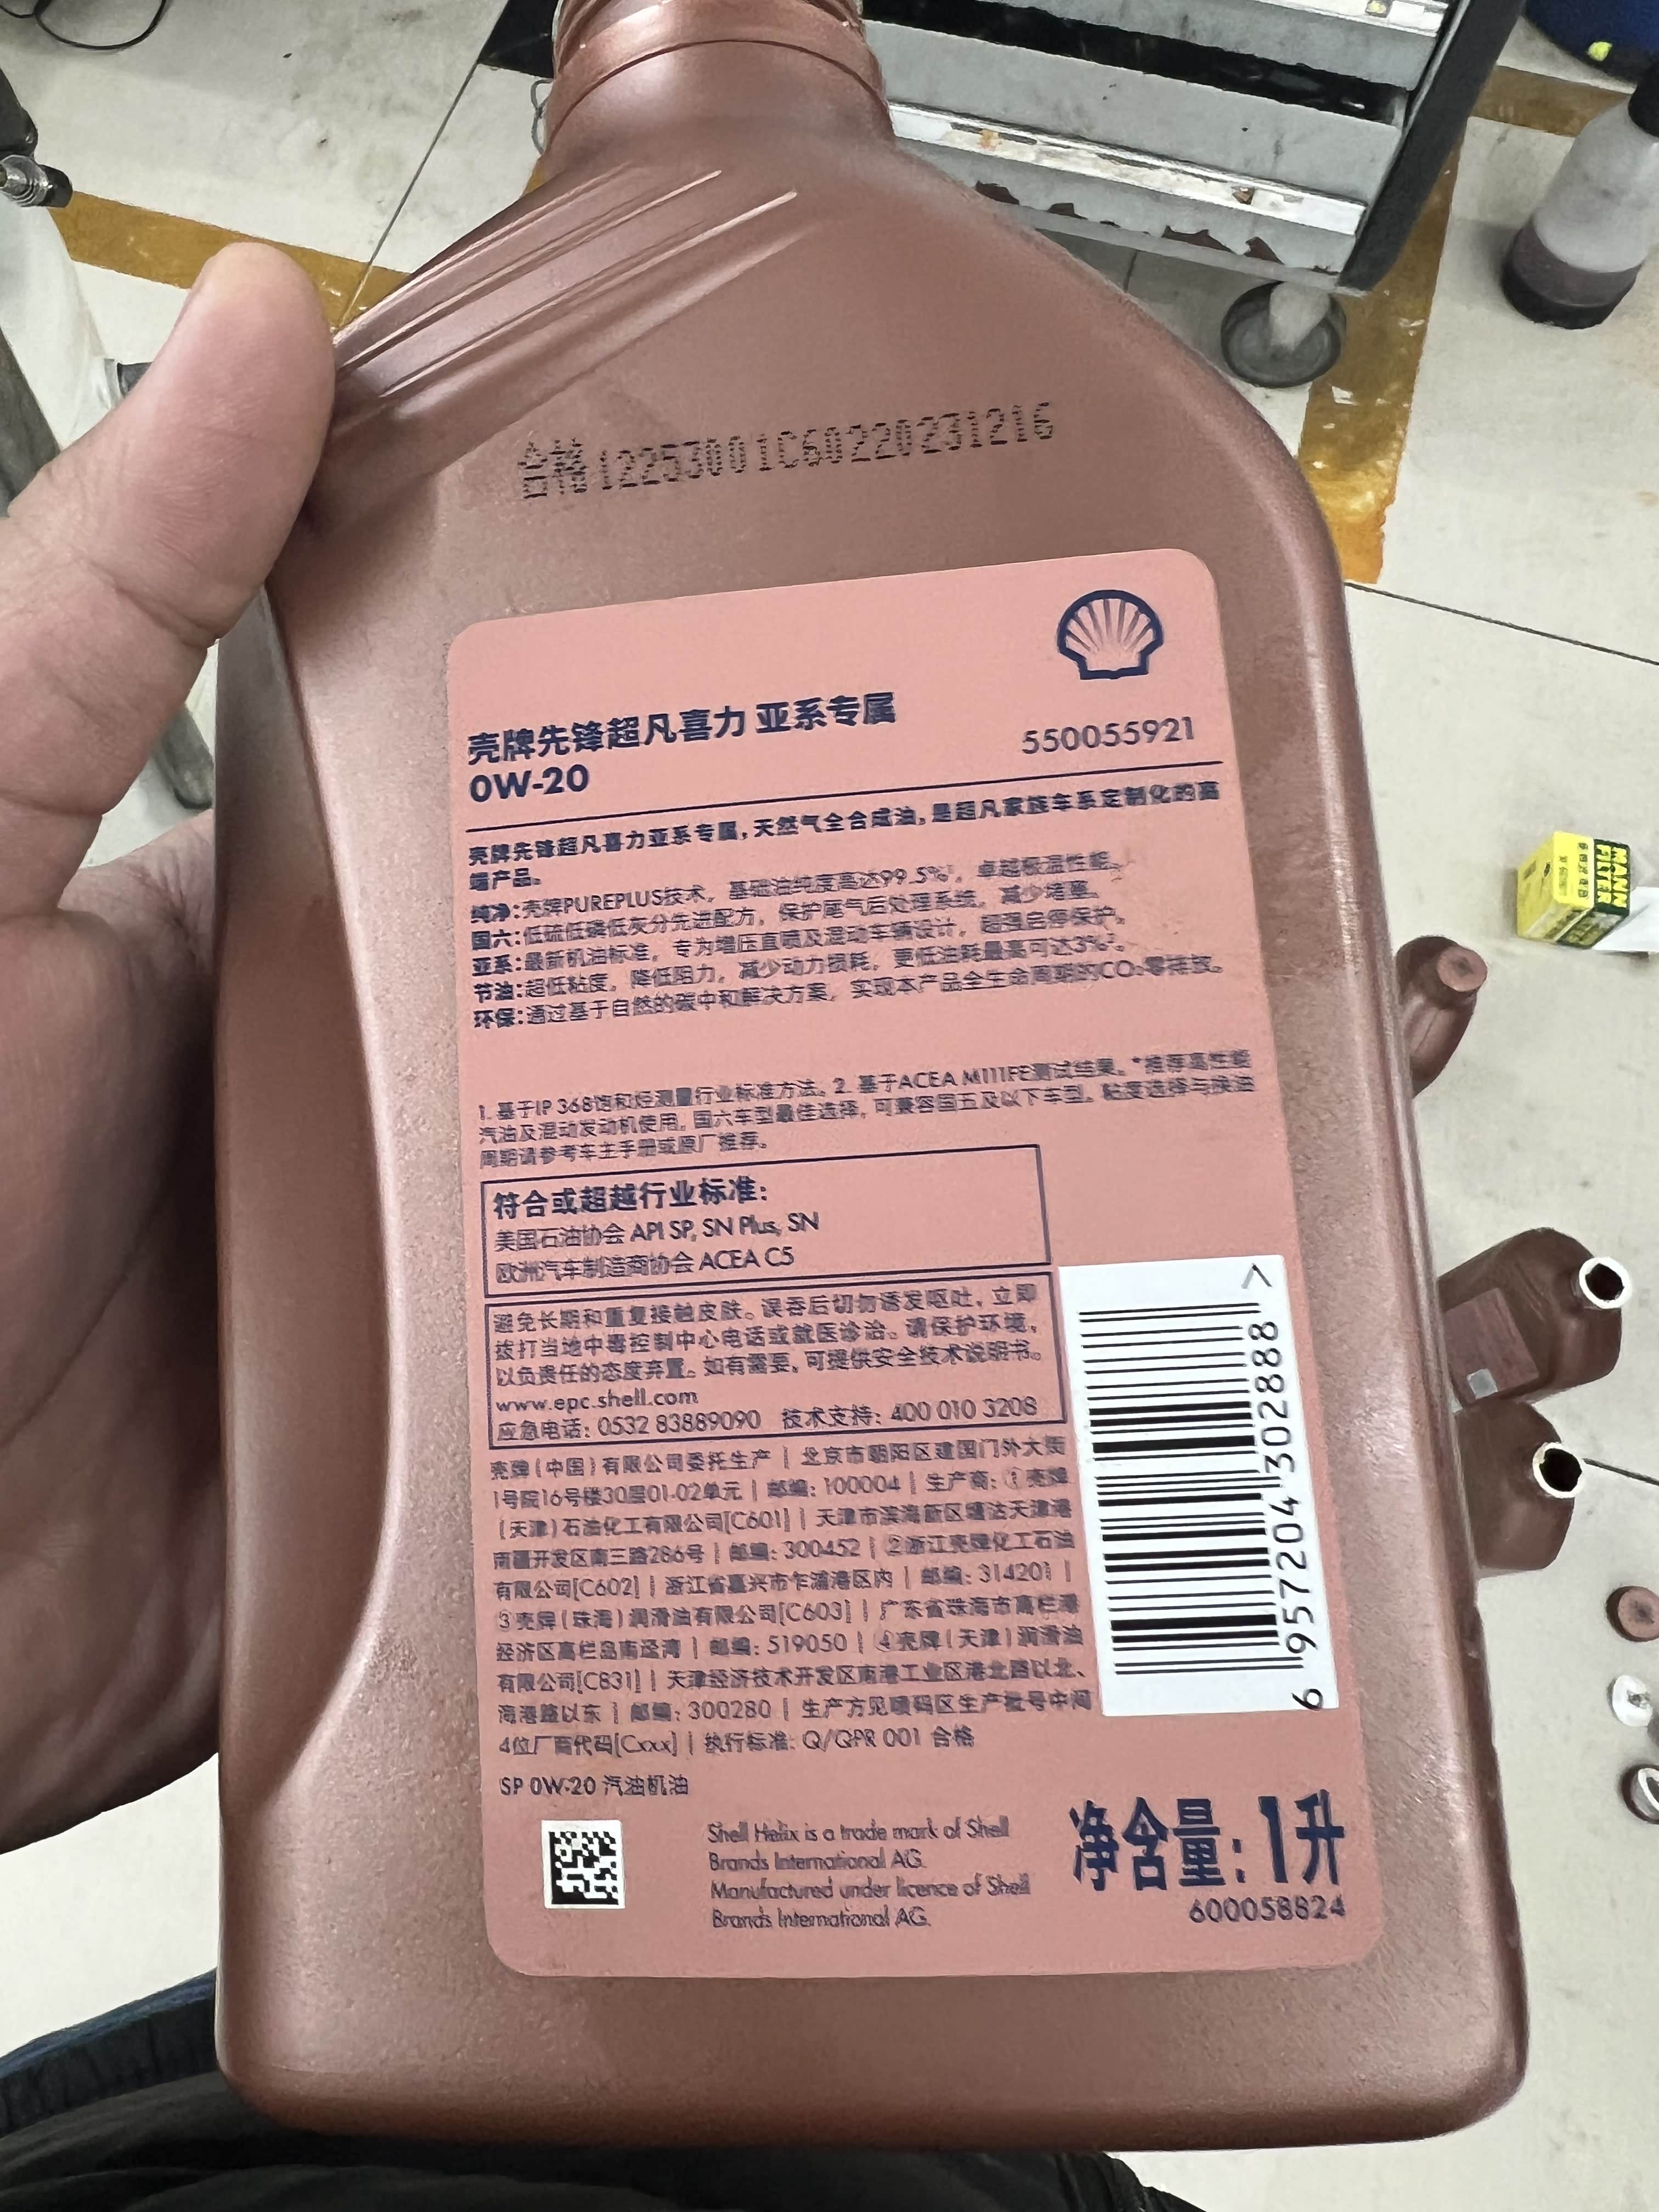 合格 1225300 1C60220231216
壳牌先锋超凡喜力 亚系专属
0W-20
550055921
壳牌先锋超凡喜力亚系专属，天然气全合成油，是超凡家族车系定制化的高
端产品。
纯净：壳牌PUREPLUS技术，基础油纯度高达99.5%¹，卓越极温性能。
国六：低硫低磷低灰分先进配方，保护尾气后处理系统，减少堵塞。
亚系：最新机油标准，专为增压直喷及混动车辆设计，超强启停保护。
节油：超低粘度，降低阻力，减少动力损耗，更低油耗最高可达3%²。
环保：通过基于自然的碳中和解决方案，实现本产品全生命周期的CO₂零排放。
1. 基于IP 368饱和烃测量行业标准方法。2. 基于ACEA M111FE测试结果。*推荐高性能
汽油及混动发动机使用，国六车型最佳选择，可兼容国五及以下车型。粘度选择与换油
周期请参考车主手册或原厂推荐。
符合或超越行业标准：
美国石油协会 API SP, SN Plus, SN
欧洲汽车制造商协会 ACEA C5
避免长期和重复接触皮肤。误吞后切勿诱发呕吐，立即
拨打当地中毒控制中心电话或就医诊治。请保护环境，
以负责任的态度弃置。如有需要，可提供安全技术说明书。
www.epc.shell.com
应急电话：0532 83889090 技术支持：400 010 3208
壳牌（中国）有限公司委托生产 | 北京市朝阳区建国门外大街
1号院16号楼30层01-02单元 | 邮编：100004 | 生产商：①壳牌
（天津）石油化工有限公司[C601] | 天津市滨海新区塘沽天津港
南疆开发区南三路286号 | 邮编：300452 | ②浙江壳牌化工石油
有限公司[C602] | 浙江省嘉兴市乍浦港区内 | 邮编：314201 |
③壳牌（珠海）润滑油有限公司[C603] | 广东省珠海市高栏港
经济区高栏岛南迳湾 | 邮编：519050 | ④壳牌（天津）润滑油
有限公司[C831] | 天津经济技术开发区南港工业区港北路以北、
海港路以东 | 邮编：300280 | 生产方见喷码区生产批号中间
4位厂商代码[Cxxx] | 执行标准：Q/QPR 001 合格
SP 0W-20 汽油机油
6 957204 302888 >
Shell Helix is a trade mark of Shell
Brands International AG.
Manufactured under licence of Shell
Brands International AG.
净含量：1升
600058824
MANN
FILTER